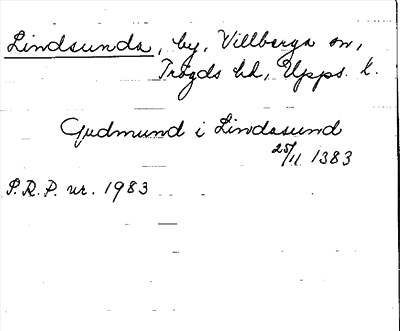 Lindsunda, by, Villberga sn,
Trögds hd, Upps. l.
Gudmund i Lindasund
25/11 1383
S.R.P. nr. 1983